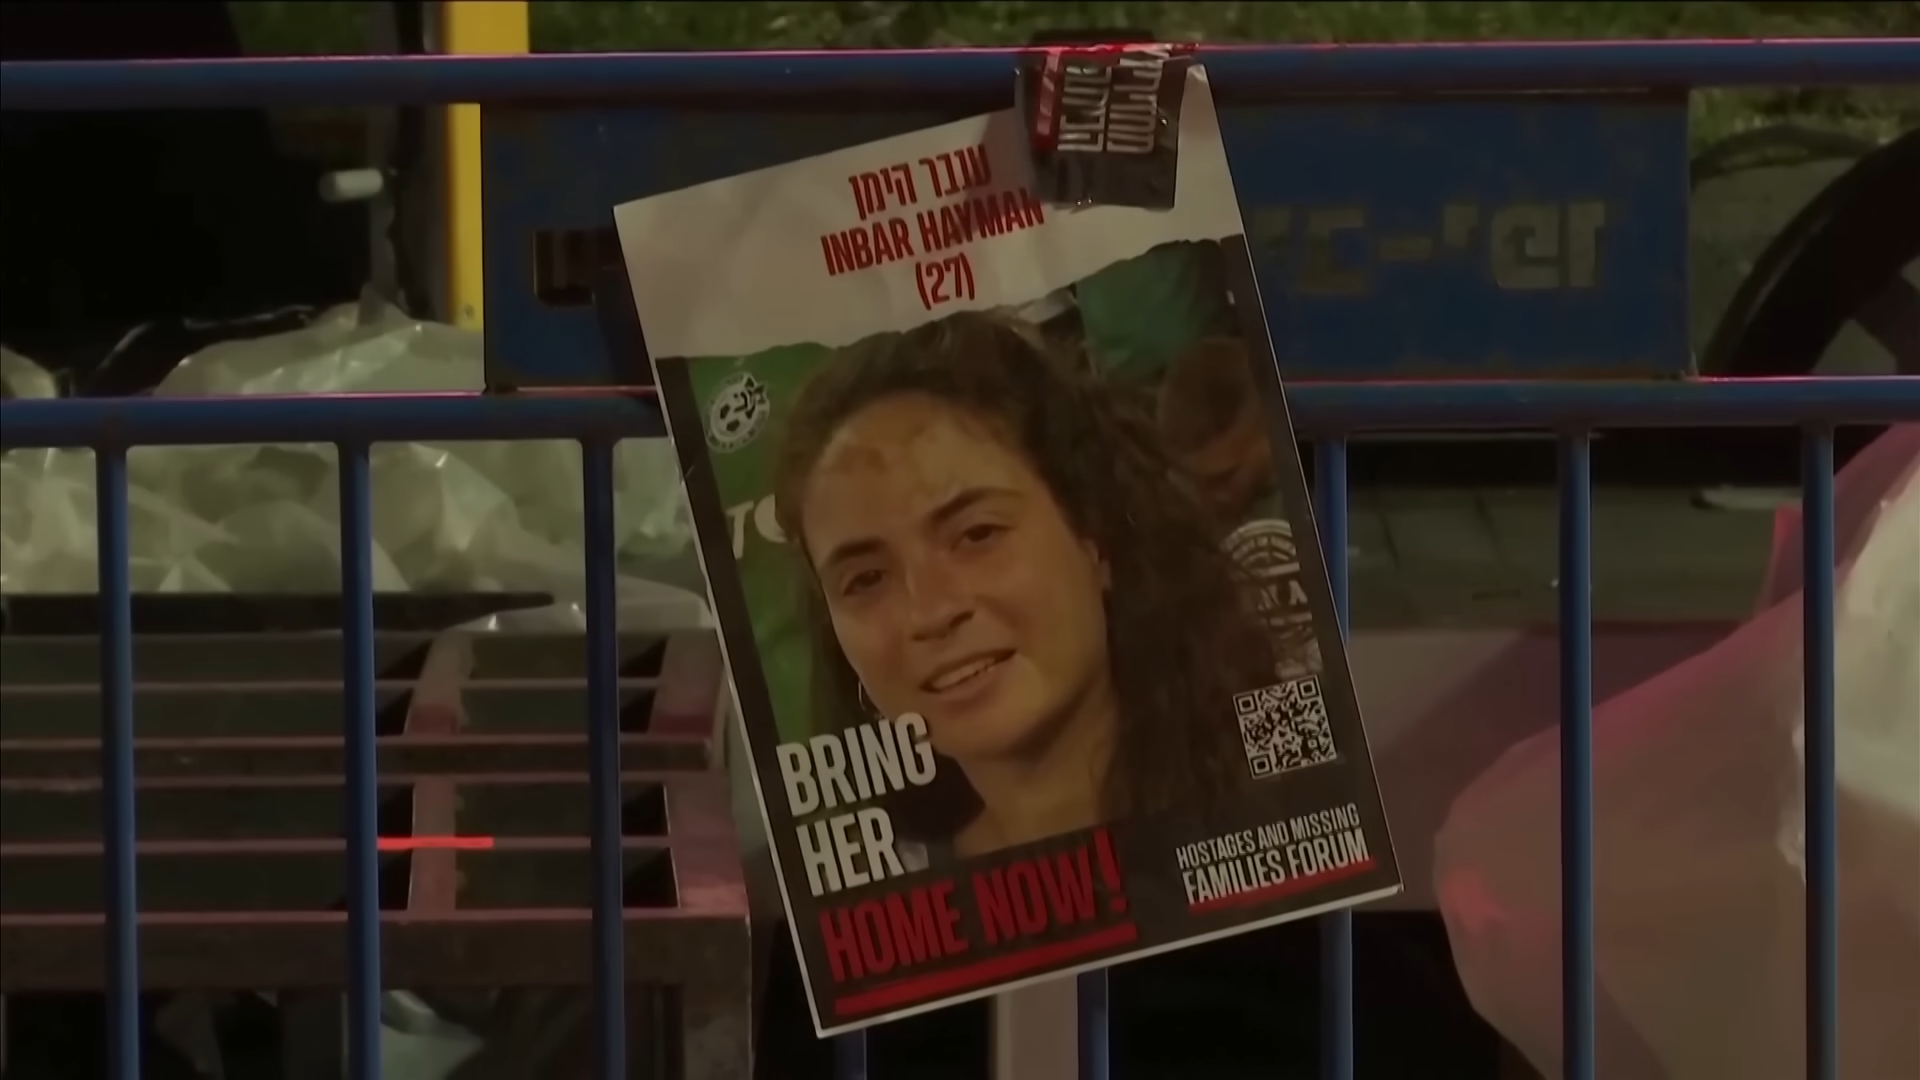 ענבר הימן
INBAR HAYMAN
(27)
BRING
HER
HOME NOW!
HOSTAGES AND MISSING
FAMILIES FORUM